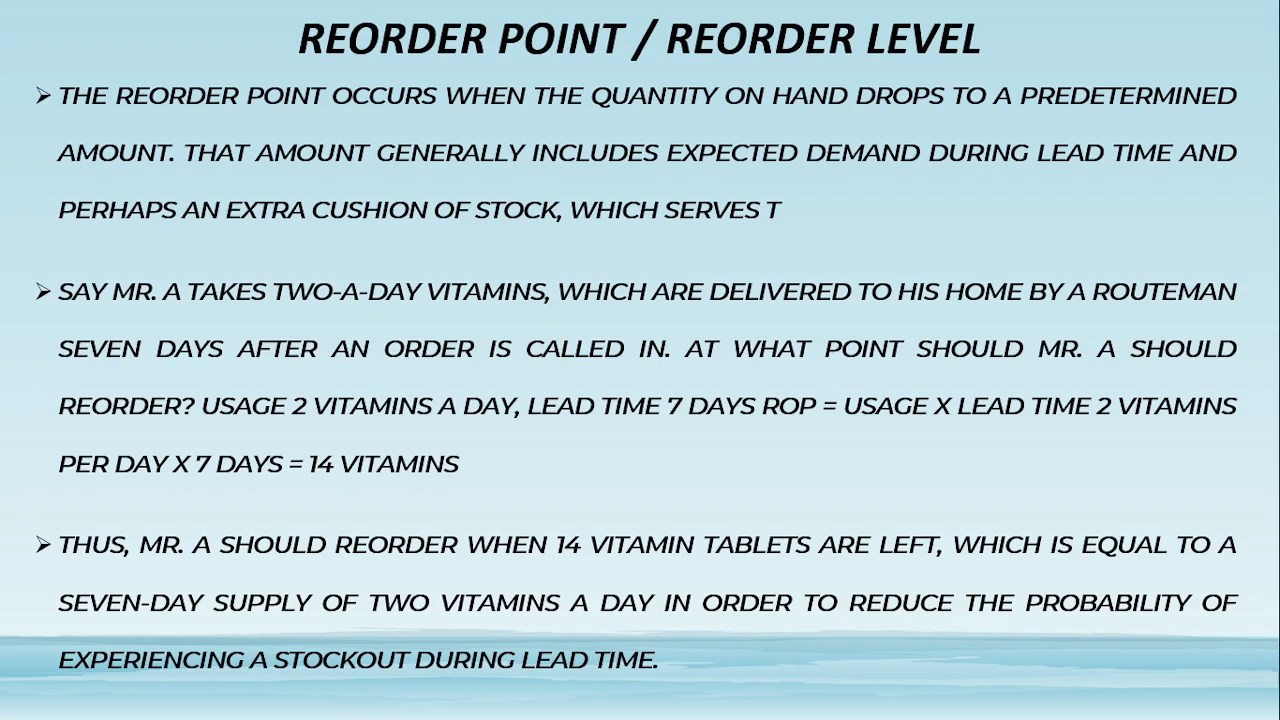 REORDER POINT / REORDER LEVEL
➢ THE REORDER POINT OCCURS WHEN THE QUANTITY ON HAND DROPS TO A PREDETERMINED
AMOUNT. THAT AMOUNT GENERALLY INCLUDES EXPECTED DEMAND DURING LEAD TIME AND
PERHAPS AN EXTRA CUSHION OF STOCK, WHICH SERVES T
➢ SAY MR. A TAKES TWO-A-DAY VITAMINS, WHICH ARE DELIVERED TO HIS HOME BY A ROUTEMAN
SEVEN DAYS AFTER AN ORDER IS CALLED IN. AT WHAT POINT SHOULD MR. A SHOULD
REORDER? USAGE 2 VITAMINS A DAY, LEAD TIME 7 DAYS ROP = USAGE X LEAD TIME 2 VITAMINS
PER DAY X 7 DAYS = 14 VITAMINS
➢ THUS, MR. A SHOULD REORDER WHEN 14 VITAMIN TABLETS ARE LEFT, WHICH IS EQUAL TO A
SEVEN-DAY SUPPLY OF TWO VITAMINS A DAY IN ORDER TO REDUCE THE PROBABILITY OF
EXPERIENCING A STOCKOUT DURING LEAD TIME.